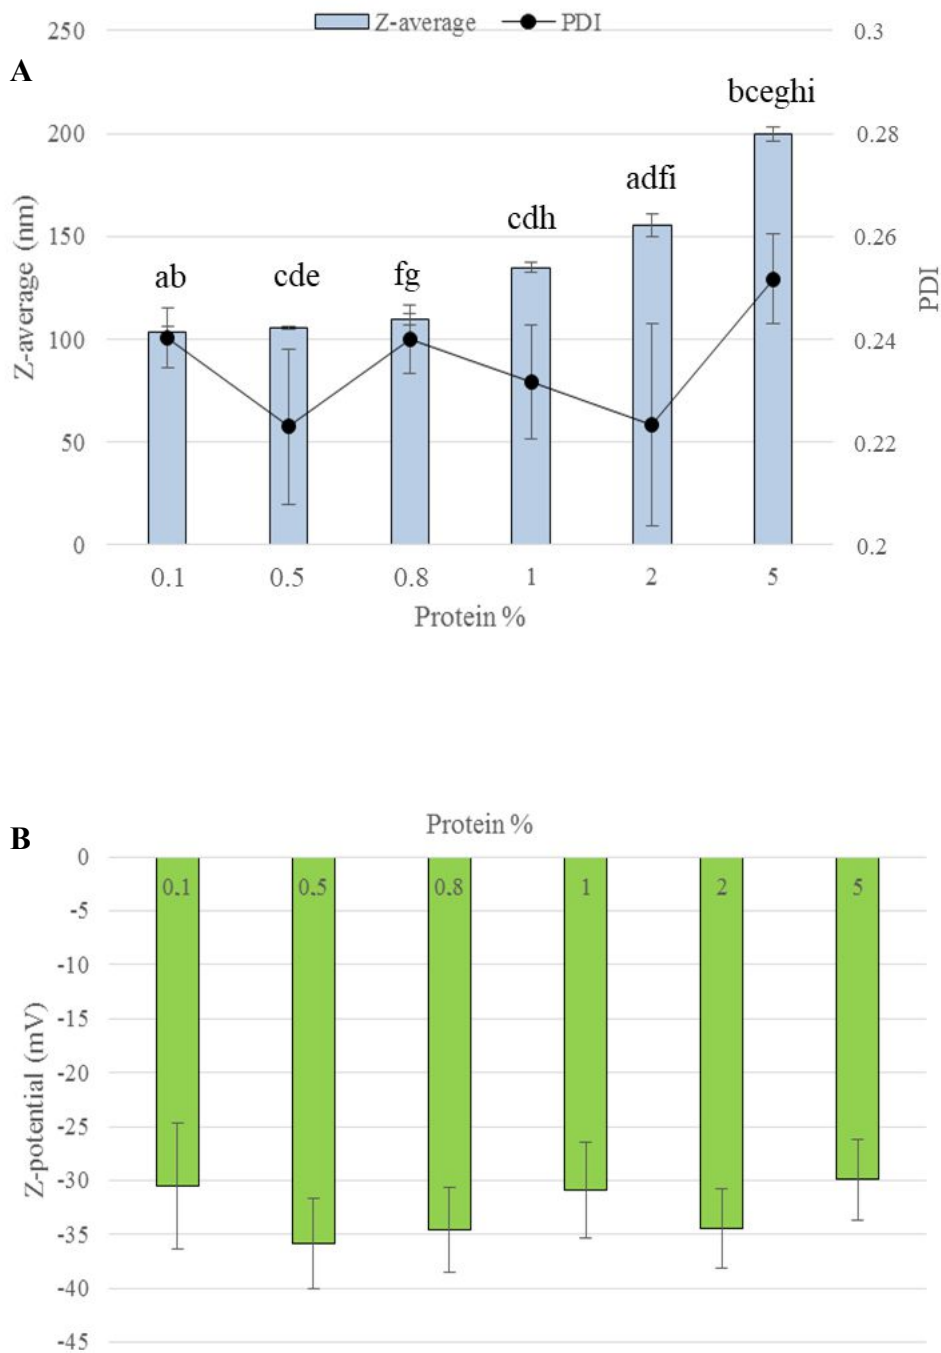 Z-average PDI
250 0.3
A
bceghi
200 0.28
adfi
cdh
150 0.26
ab cde fg
Z-average (nm)
PDI
100 0.24
50 0.22
0 0.2
0.1 0.5 0.8 1 2 5
Protein %
Protein %
B
0
0.1 0.5 0.8 1 2 5
-5
-10
-15
-20
Z-potential (mV)
-25
-30
-35
-40
-45